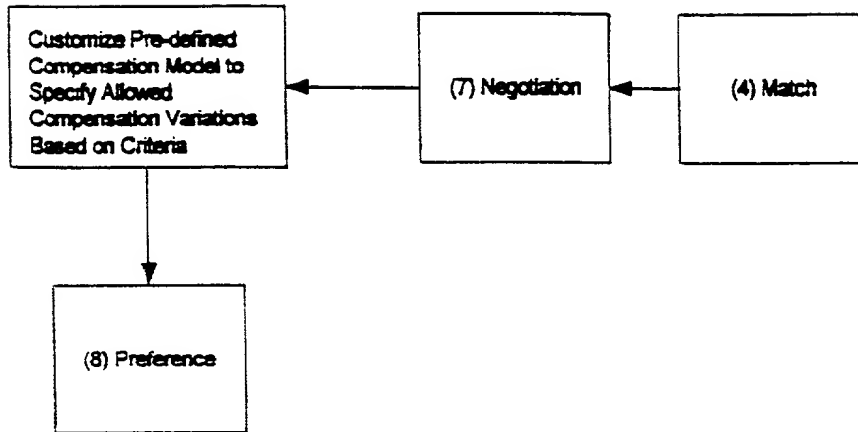 Customize Pre-defined
Compensation Model to
Specify Allowed
Compensation Variations
Based on Criteria
(7) Negotiation
(4) Match
(8) Preference